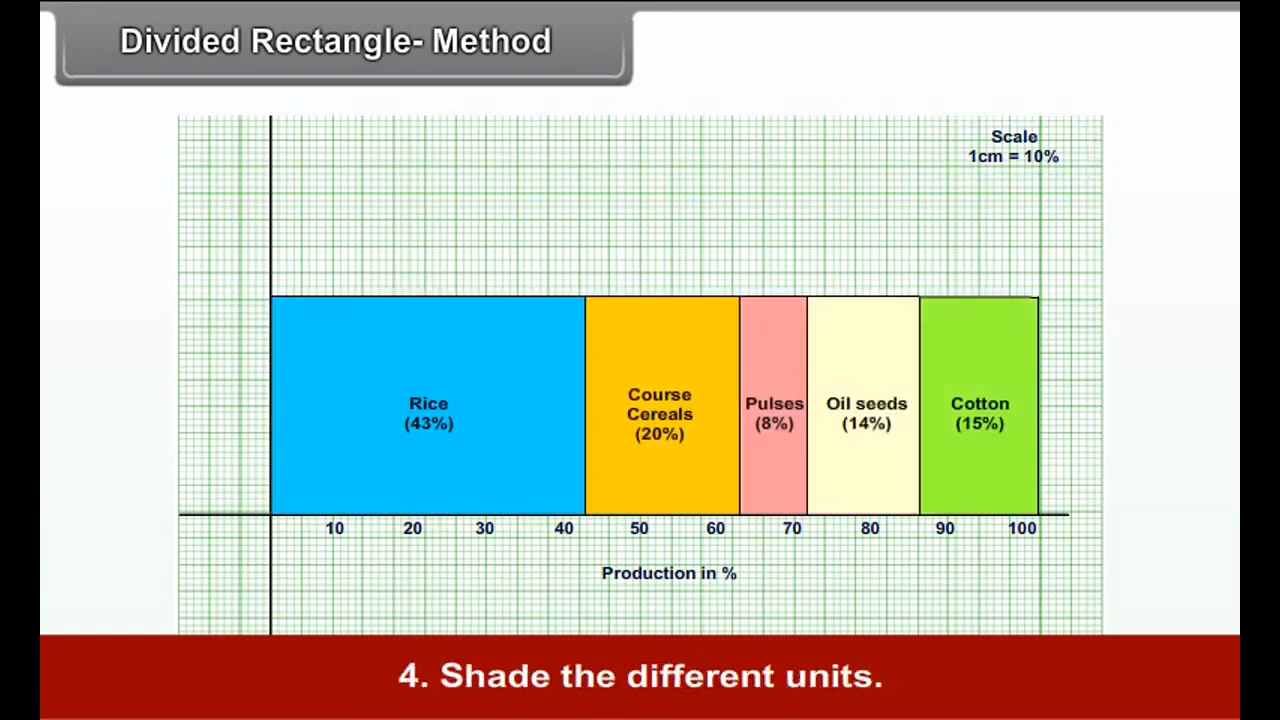 Divided Rectangle- Method
Scale
1cm = 10%
Rice
(43%)
Course
Cereals
(20%)
Pulses
(8%)
Oil seeds
(14%)
Cotton
(15%)
10 20 30 40 50 60 70 80 90 100
Production in %
4. Shade the different units.